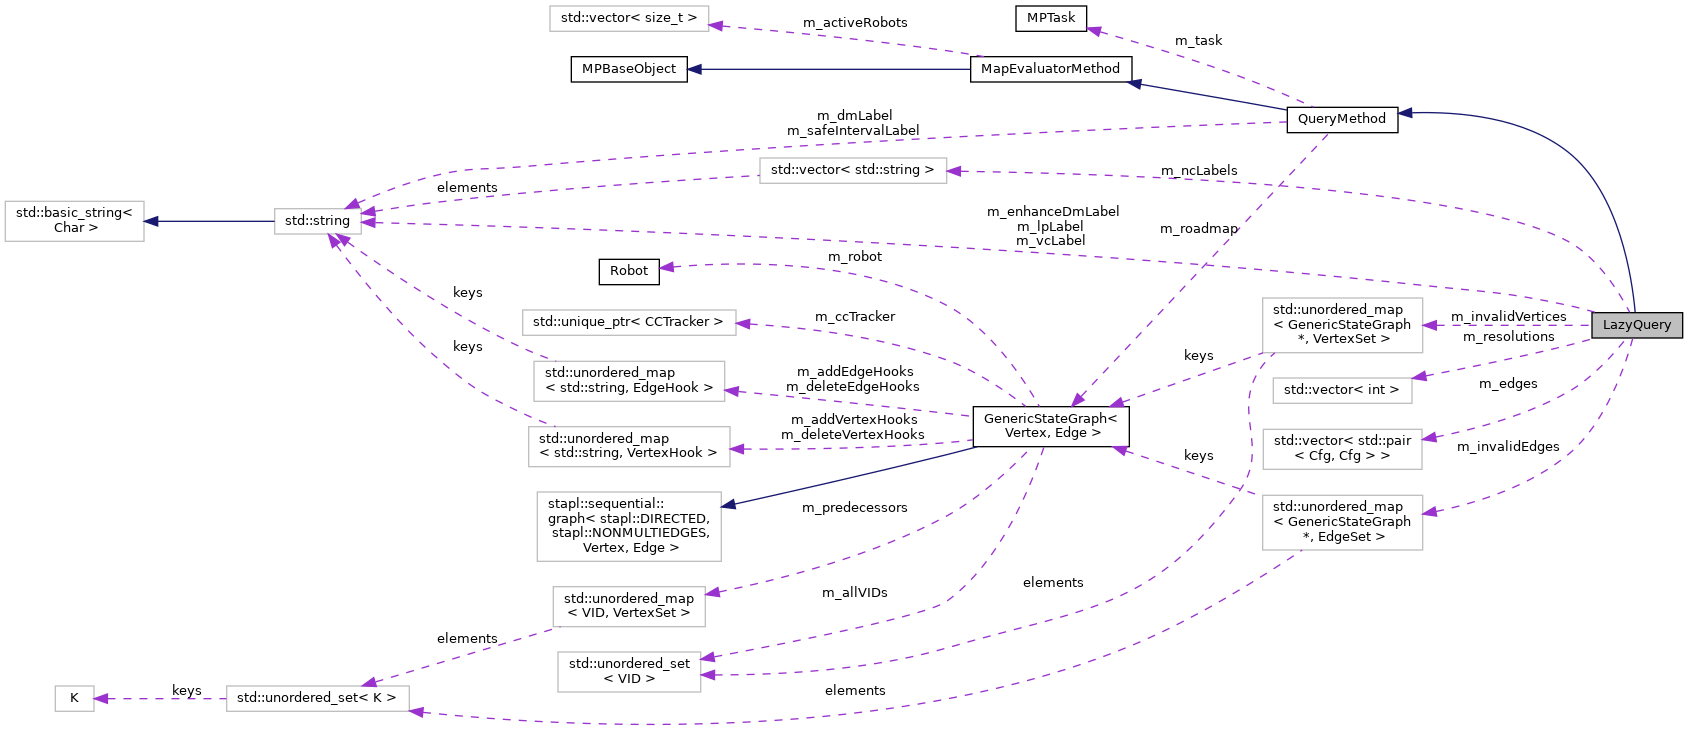 std::vector< size_t >
m_activeRobots
MPTask
m_task
MPBaseObject
MapEvaluatorMethod
QueryMethod
m_dmLabel
m_safeIntervalLabel
std::vector< std::string >
m_ncLabels
elements
std::basic_string<
Char >
std::string
m_enhanceDmLabel
m_lpLabel
m_vcLabel
m_roadmap
Robot
m_robot
keys
std::unique_ptr< CCTracker >
m_ccTracker
std::unordered_map
< GenericStateGraph
*, VertexSet >
m_invalidVertices
m_resolutions
LazyQuery
keys
keys
std::unordered_map
< std::string, EdgeHook >
m_addEdgeHooks
m_deleteEdgeHooks
std::vector< int >
m_edges
std::unordered_map
< std::string, VertexHook >
m_addVertexHooks
m_deleteVertexHooks
GenericStateGraph<
Vertex, Edge >
std::vector< std::pair
< Cfg, Cfg > >
m_invalidEdges
keys
stapl::sequential::
graph< stapl::DIRECTED,
stapl::NONMULTIEDGES,
Vertex, Edge >
m_predecessors
std::unordered_map
< GenericStateGraph
*, EdgeSet >
std::unordered_map
< VID, VertexSet >
m_allVIDs
elements
elements
std::unordered_set
< VID >
K
keys
std::unordered_set< K >
elements